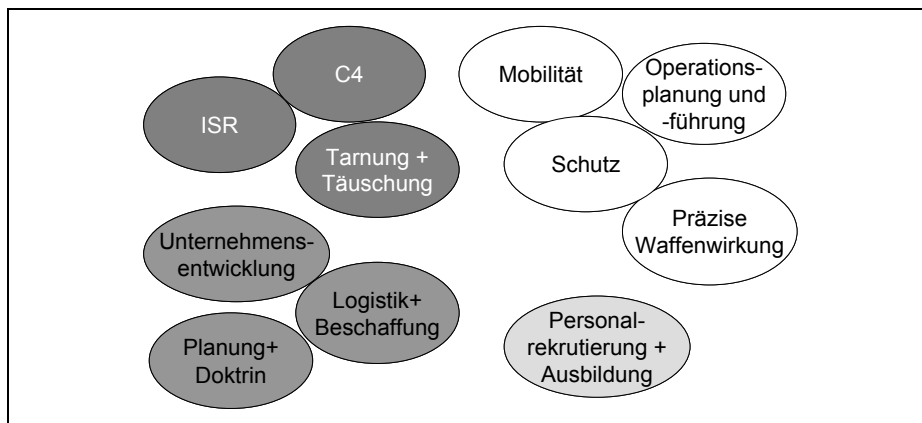 C4
ISR
Tarnung +
Täuschung
Mobilität
Operations-
planung und
-führung
Schutz
Präzise
Waffenwirkung
Unternehmens-
entwicklung
Logistik+
Beschaffung
Planung+
Doktrin
Personal-
rekrutierung +
Ausbildung